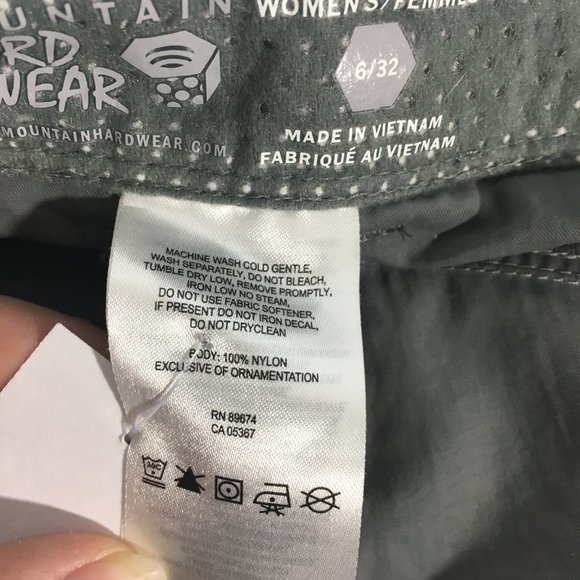 WOMEN'S/FEMMES
6/32
WEAR
MOUNTAINHARDWEAR.COM
MADE IN VIETNAM
FABRIQUÉ AU VIETNAM
MACHINE WASH COLD GENTLE,
WASH SEPARATELY, DO NOT BLEACH,
TUMBLE DRY LOW, REMOVE PROMPTLY,
IRON LOW NO STEAM,
DO NOT USE FABRIC SOFTENER,
IF PRESENT DO NOT IRON DECAL,
DO NOT DRYCLEAN
BODY: 100% NYLON
EXCLUSIVE OF ORNAMENTATION
RN 89674
CA 05367
30C